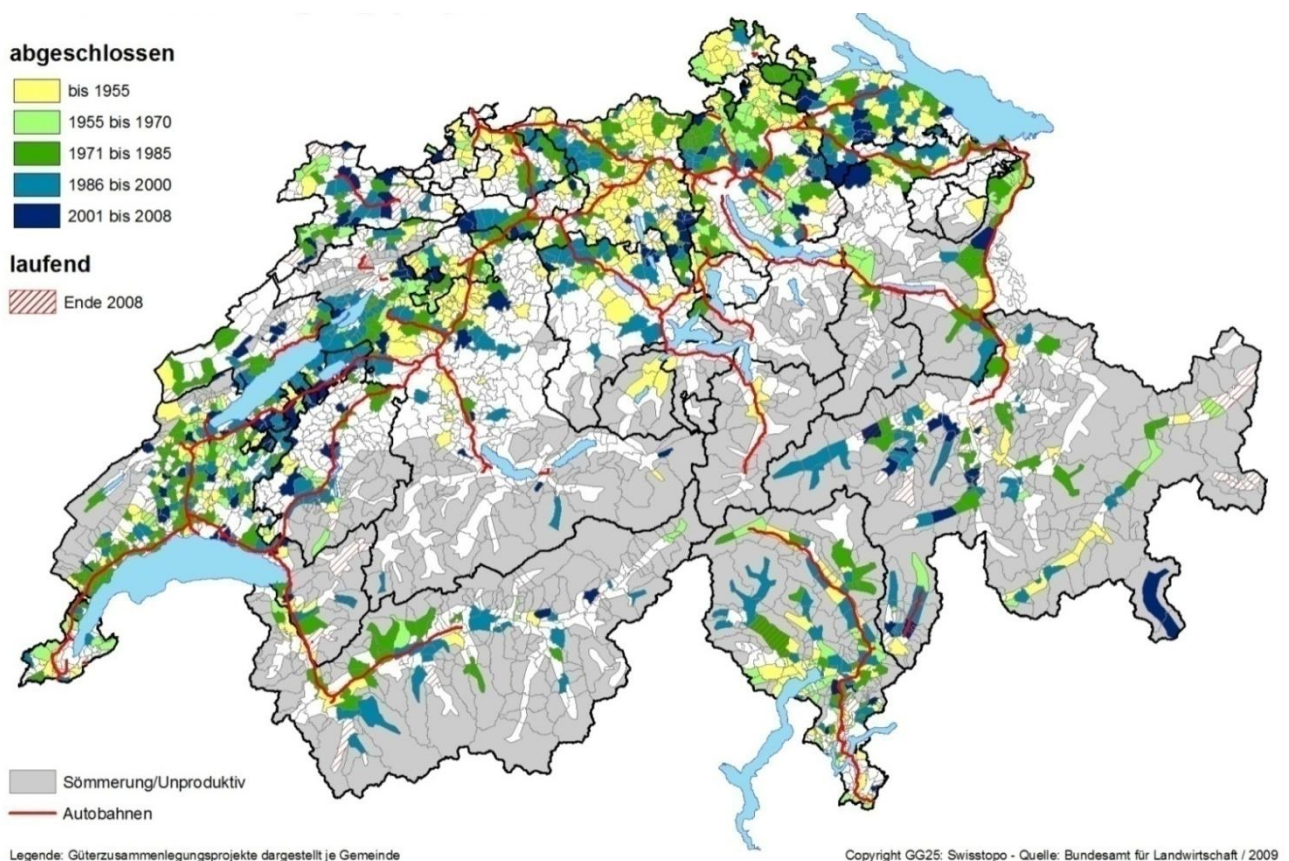 abgeschlossen
bis 1955
1955 bis 1970
1971 bis 1985
1986 bis 2000
2001 bis 2008
laufend
Ende 2008
Sömmerung/Unproduktiv
Autobahnen
Legende: Güterzusammenlegungsprojekte dargestellt je Gemeinde
Copyright GG25: Swisstopo - Quelle: Bundesamt für Landwirtschaft / 2009